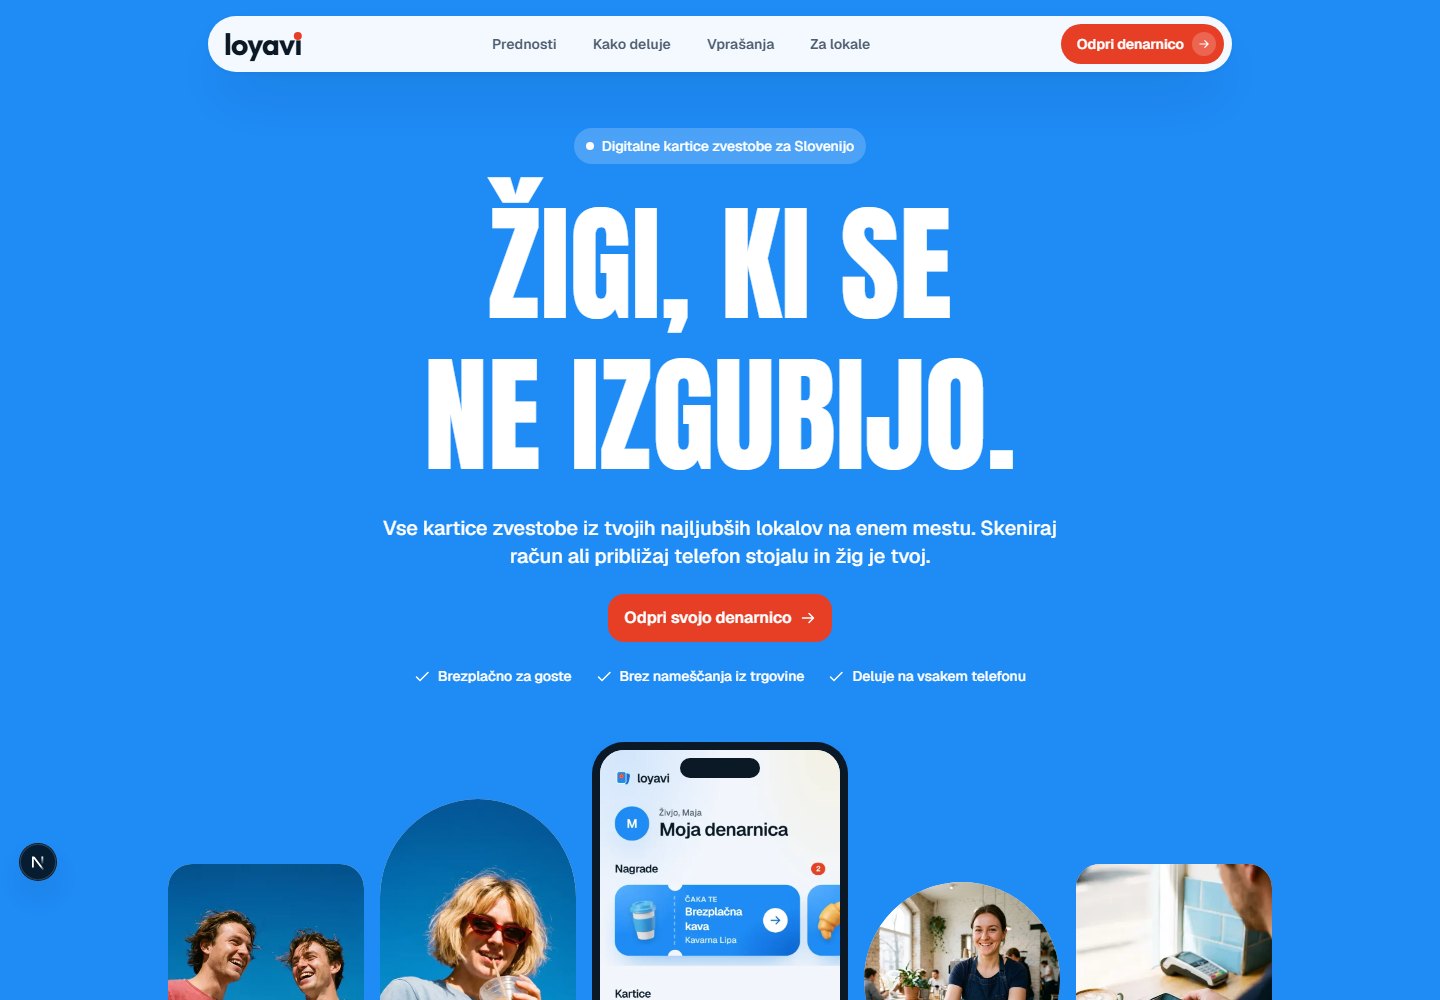 loyavi
Prednosti
Kako deluje
Vprašanja
Za lokale
Odpri denarnico
Digitalne kartice zvestobe za Slovenijo
ŽIGI, KI SE
NE IZGUBIJO.
Vse kartice zvestobe iz tvojih najljubših lokalov na enem mestu. Skeniraj
račun ali približaj telefon stojalu in žig je tvoj.
Odpri svojo denarnico
Brezplačno za goste
Brez nameščanja iz trgovine
Deluje na vsakem telefonu
loyavi
Živjo, Maja
M
Moja denarnica
Nagrade
2
ČAKA TE
Brezplačna
kava
Kavarna Lipa
Kartice
N